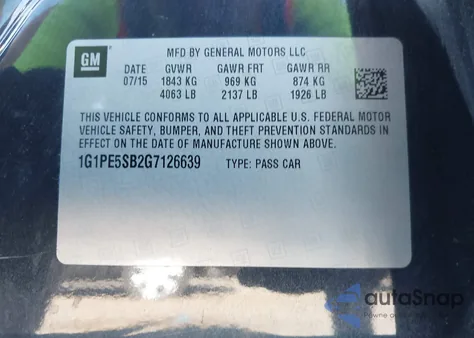 GM
MFD BY GENERAL MOTORS LLC
DATE GVWR GAWR FRT GAWR RR
07/15 1843 KG 969 KG 874 KG
4063 LB 2137 LB 1926 LB
THIS VEHICLE CONFORMS TO ALL APPLICABLE U.S. FEDERAL MOTOR
VEHICLE SAFETY, BUMPER, AND THEFT PREVENTION STANDARDS IN
EFFECT ON THE DATE OF MANUFACTURE SHOWN ABOVE.
1G1PE5SB2G7126639 TYPE: PASS CAR
autoSnap